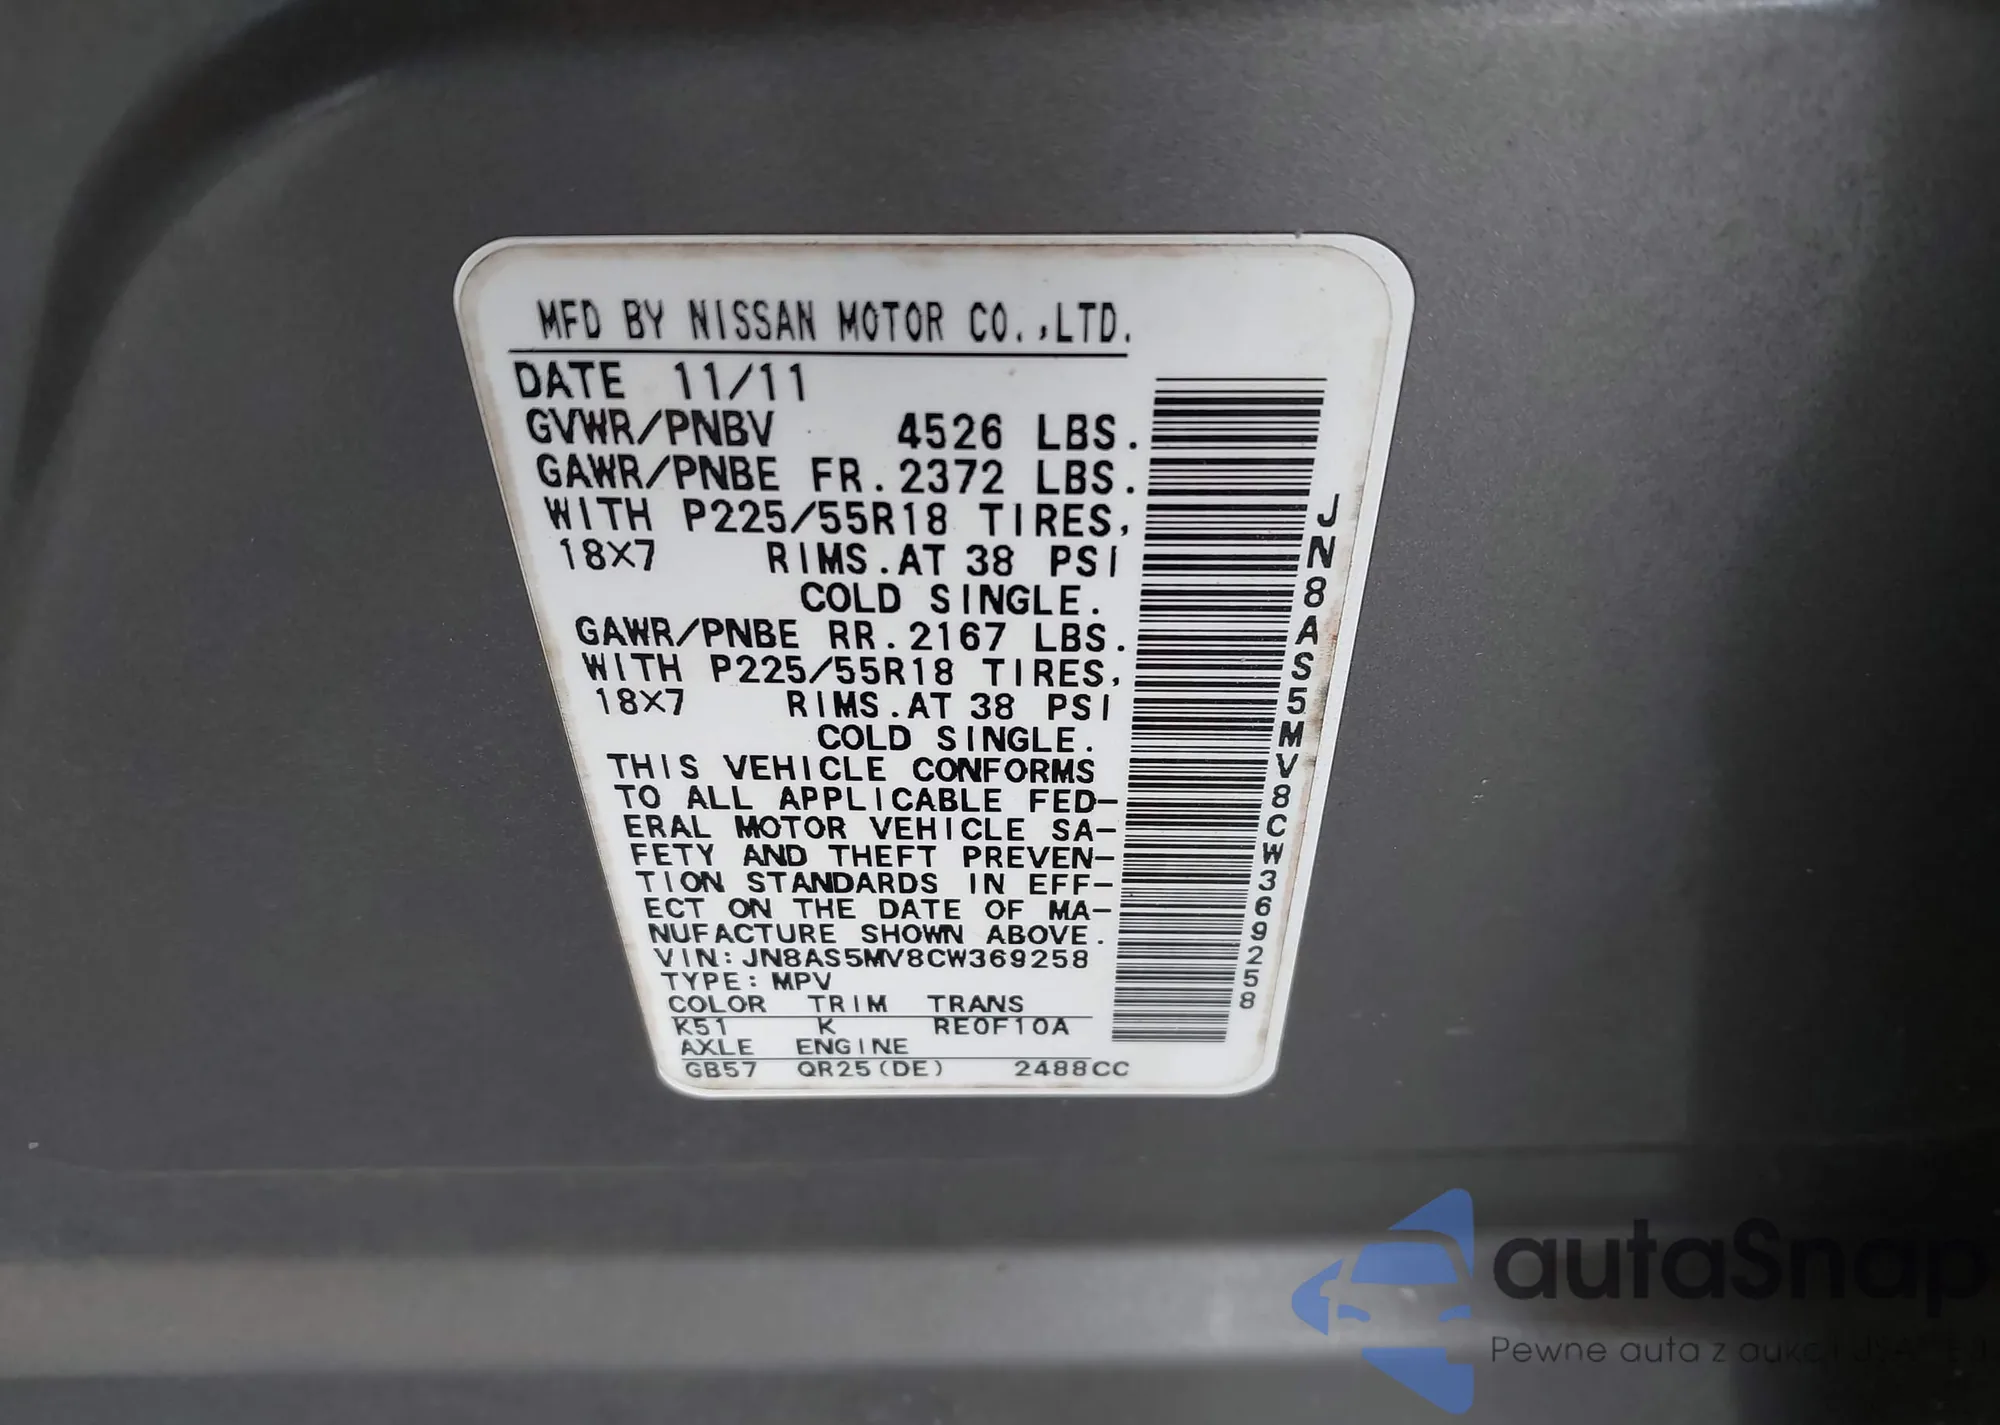 MFD BY NISSAN MOTOR CO.,LTD.
DATE 11/11
GVWR/PNBV 4526 LBS.
GAWR/PNBE FR. 2372 LBS.
WITH P225/55R18 TIRES,
18X7 RIMS.AT 38 PSI
COLD SINGLE.
GAWR/PNBE RR. 2167 LBS.
WITH P225/55R18 TIRES,
18X7 RIMS.AT 38 PSI
COLD SINGLE.
THIS VEHICLE CONFORMS
TO ALL APPLICABLE FED-
ERAL MOTOR VEHICLE SA-
FETY AND THEFT PREVEN-
TION STANDARDS IN EFF-
ECT ON THE DATE OF MA-
NUFACTURE SHOWN ABOVE.
VIN:JN8AS5MV8CW369258
TYPE:MPV
COLOR TRIM TRANS
K51 K RE0F10A
AXLE ENGINE
GB57 QR25(DE) 2488CC
JN8AS5MV8CW369258
autaSnap
Pewne auta z